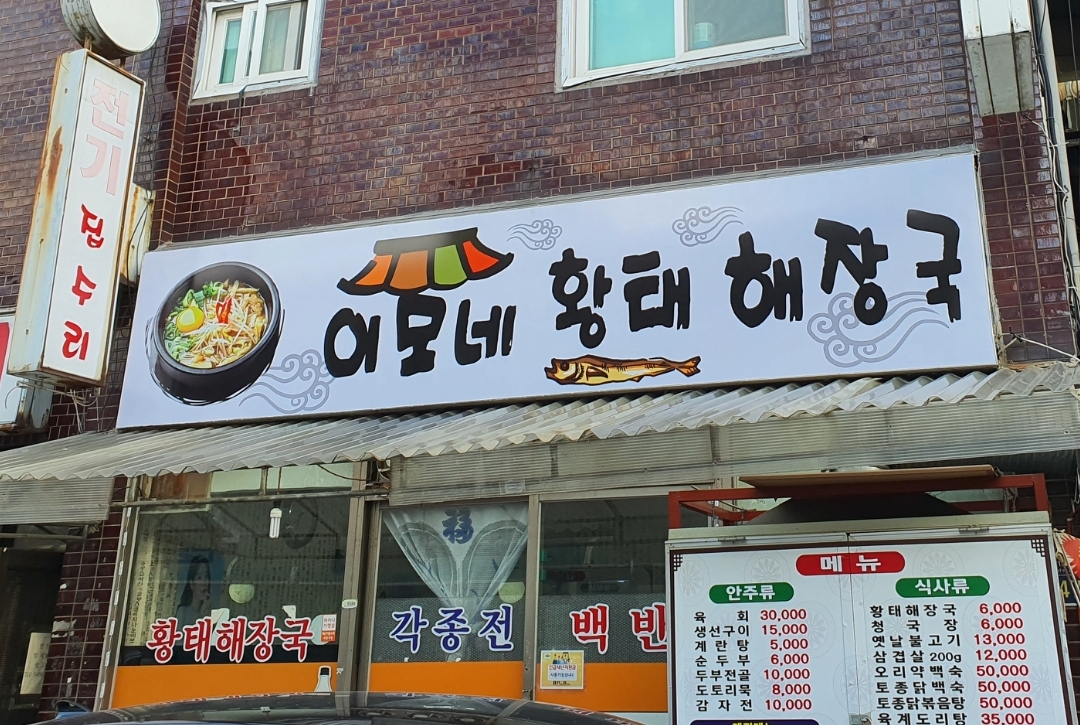 전기
집수리
이모네 황태 해장국
福
황태해장국
각종전
백반
메뉴
안주류
육회 30,000
생선구이 15,000
계란탕 5,000
순두부 6,000
두부전골 10,000
도토리묵 8,000
감자전 10,000
식사류
황태해장국 6,000
청국장 6,000
옛날불고기 13,000
삼겹살 200g 12,000
오리약백숙 50,000
토종닭백숙 50,000
토종닭볶음탕 50,000
육계도리탕 35,000